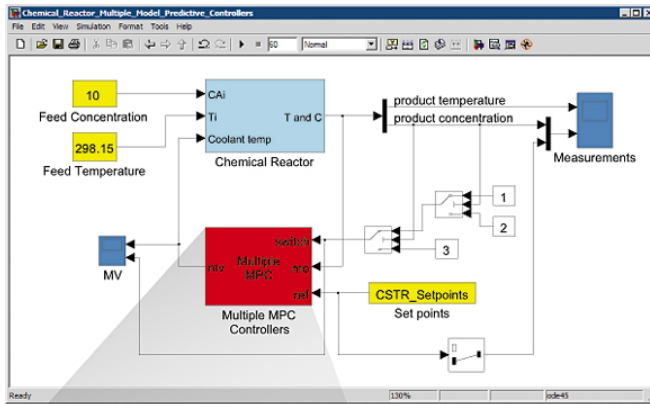 Chemical_Reactor_Multiple_Model_Predictive_Controllers
File Edit View Simulation Format Tools Help
60 Normal
10
Feed Concentration
298.15
Feed Temperature
CAi
Ti
Coolant temp
T and C
Chemical Reactor
product temperature
product concentration
Measurements
1
2
3
MV
switch
mv
Multiple
MPC
mo
ref
Multiple MPC
Controllers
CSTR_Setpoints
Set points
Ready 130% ode45